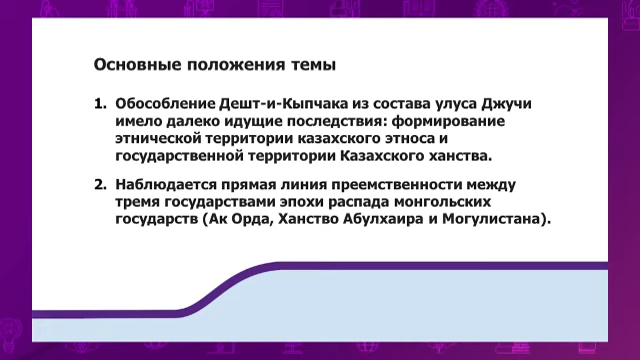 Основные положения темы
1. Обособление Дешт-и-Кыпчака из состава улуса Джучи
имело далеко идущие последствия: формирование
этнической территории казахского этноса и
государственной территории Казахского ханства.
2. Наблюдается прямая линия преемственности между
тремя государствами эпохи распада монгольских
государств (Ак Орда, Ханство Абулхаира и Могулистана).